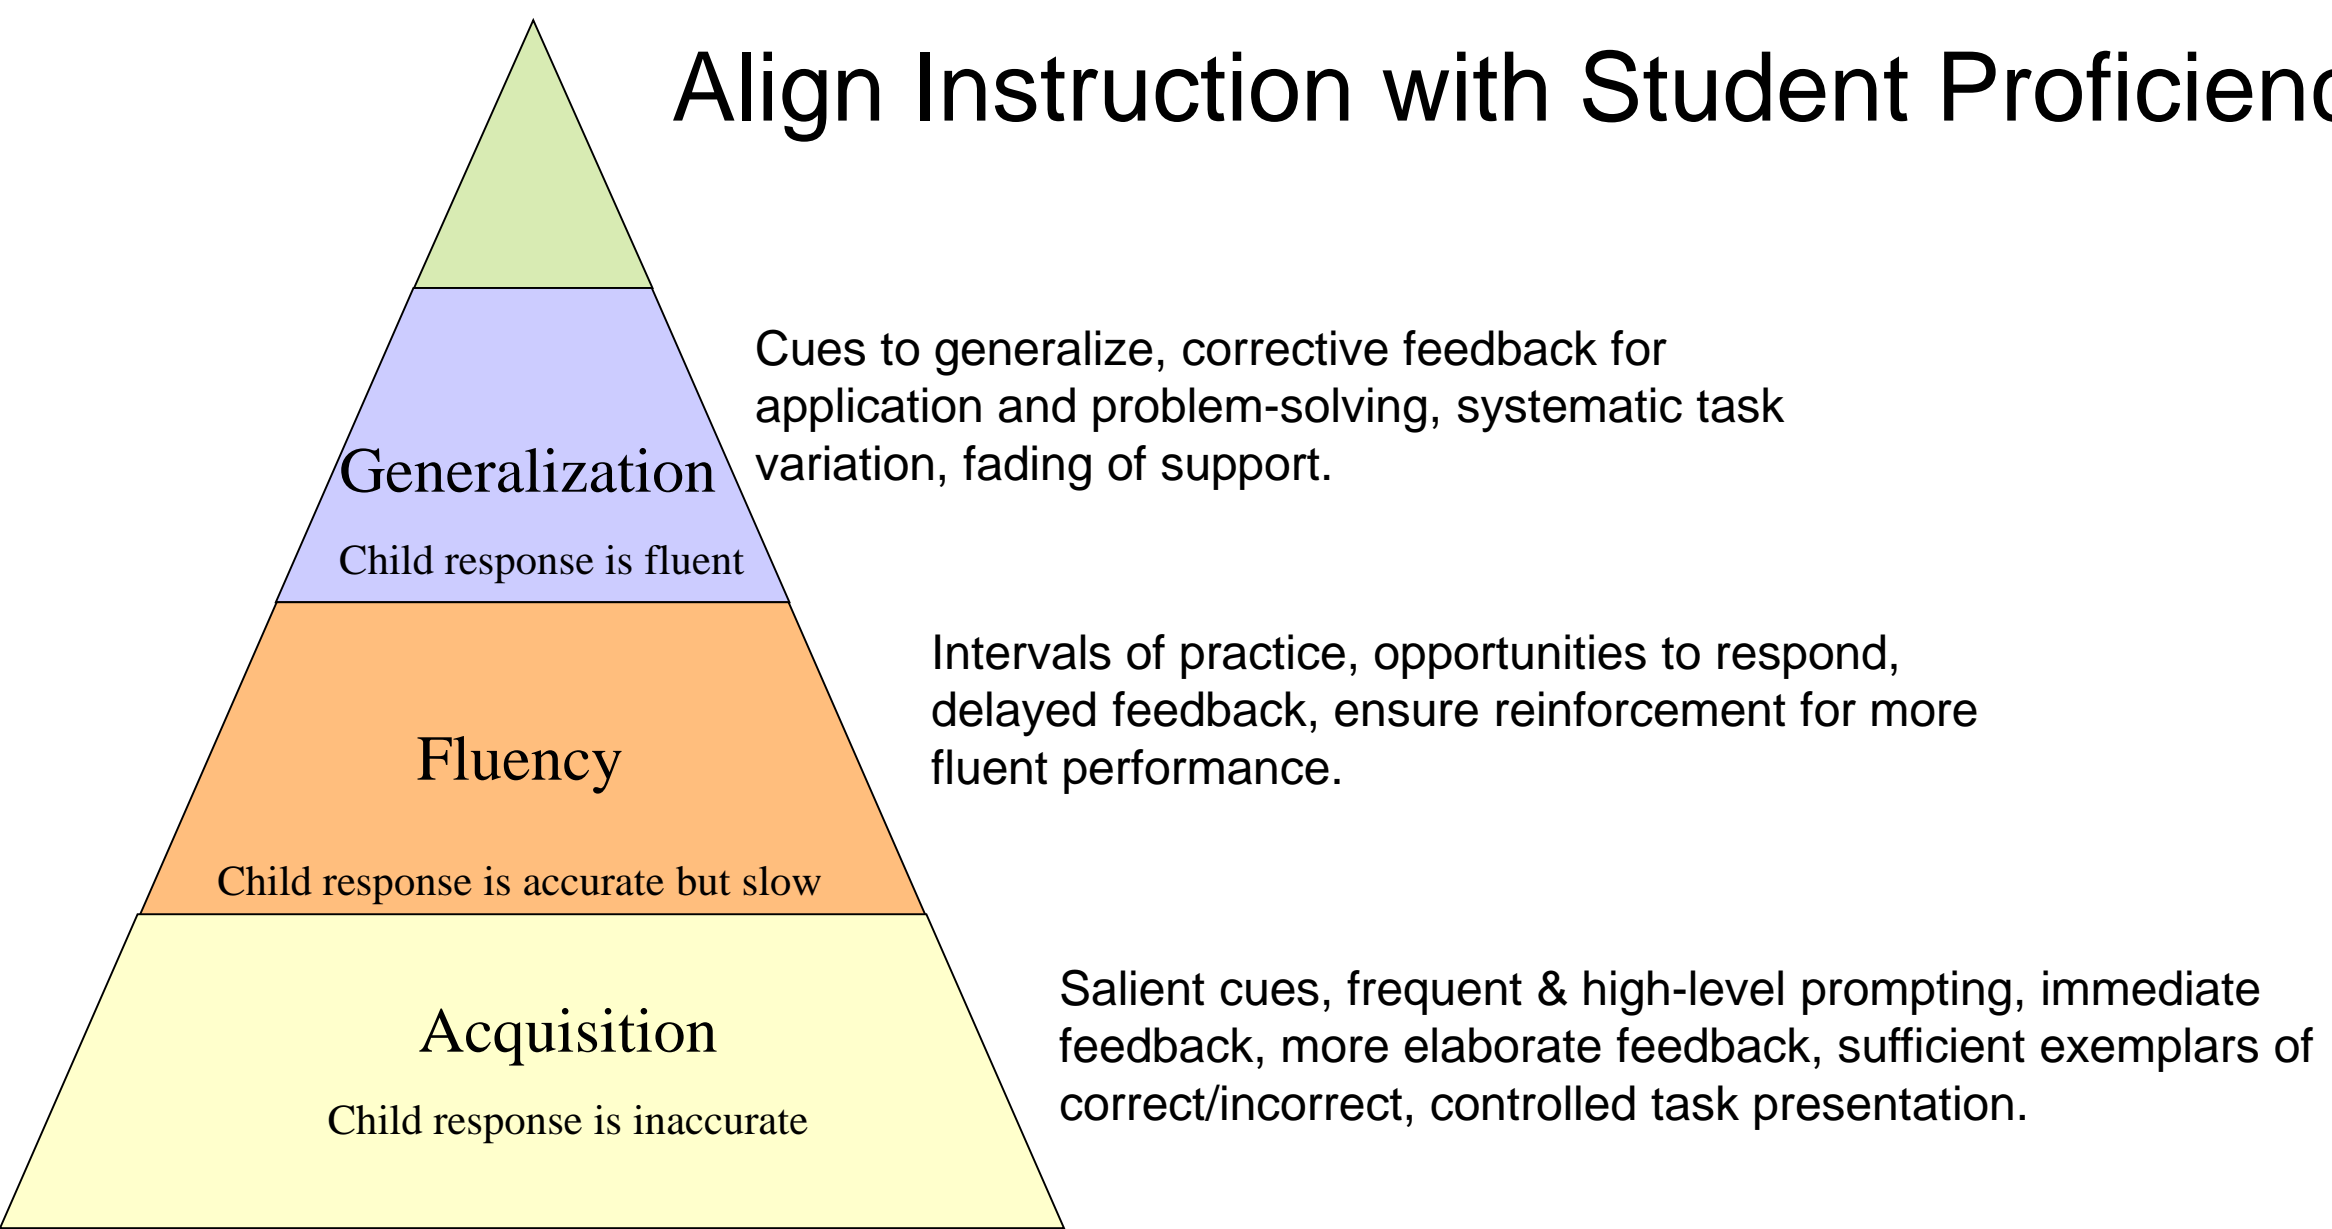 Align Instruction with Student Proficienc
Cues to generalize, corrective feedback for
application and problem-solving, systematic task
variation, fading of support.
Generalization
Child response is fluent
Intervals of practice, opportunities to respond,
delayed feedback, ensure reinforcement for more
fluent performance.
Fluency
Child response is accurate but slow
Salient cues, frequent & high-level prompting, immediate
feedback, more elaborate feedback, sufficient exemplars of
correct/incorrect, controlled task presentation.
Acquisition
Child response is inaccurate